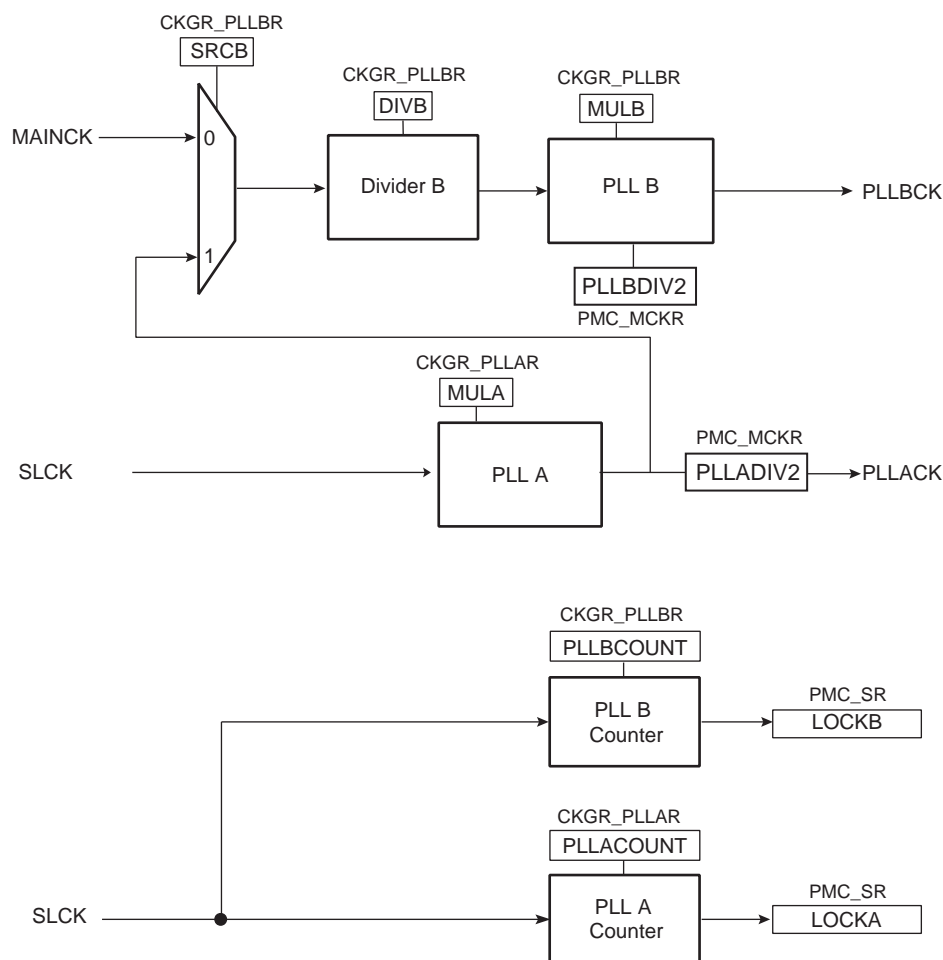 CKGR_PLLBR
SRCB
CKGR_PLLBR
DIVB
CKGR_PLLBR
MULB
MAINCK
0
Divider B
PLL B
PLLBCK
1
PLLBDIV2
PMC_MCKR
CKGR_PLLAR
MULA
PMC_MCKR
SLCK
PLL A
PLLADIV2
PLLACK
CKGR_PLLBR
PLLBCOUNT
PLL B
Counter
PMC_SR
LOCKB
CKGR_PLLAR
PLLACOUNT
SLCK
PLL A
Counter
PMC_SR
LOCKA